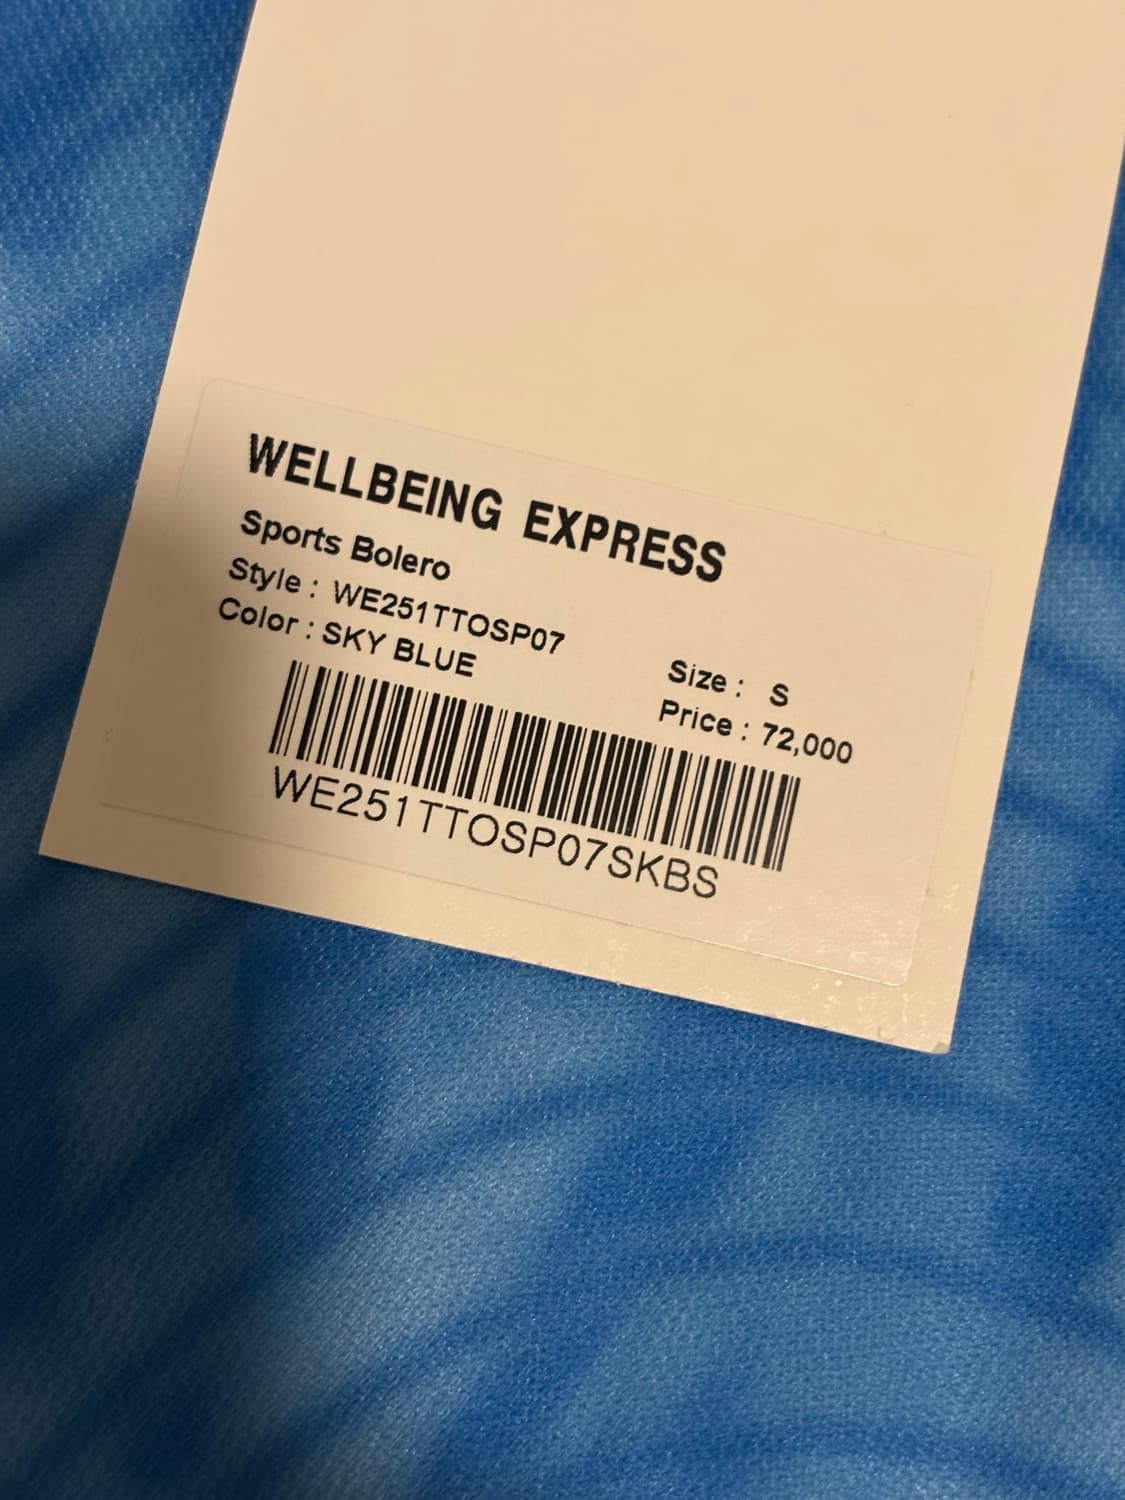 WELLBEING EXPRESS
Sports Bolero
Style : WE251TTOSP07
Color : SKY BLUE
Size : S
Price : 72,000
WE251TTOSP07SKBS